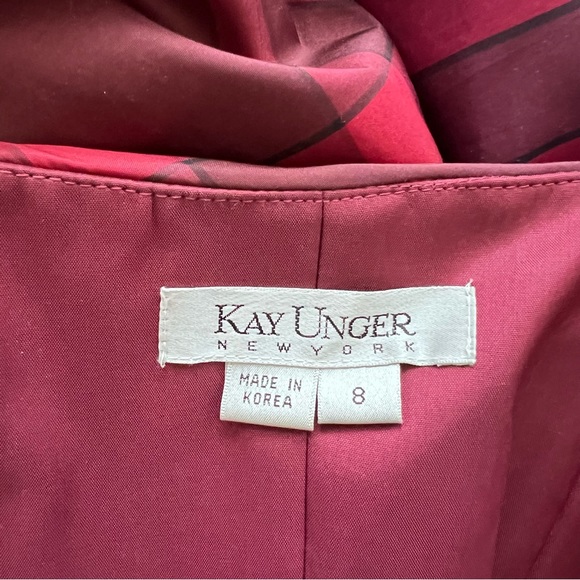 KAY UNGER
NEW YORK
MADE IN
KOREA
8